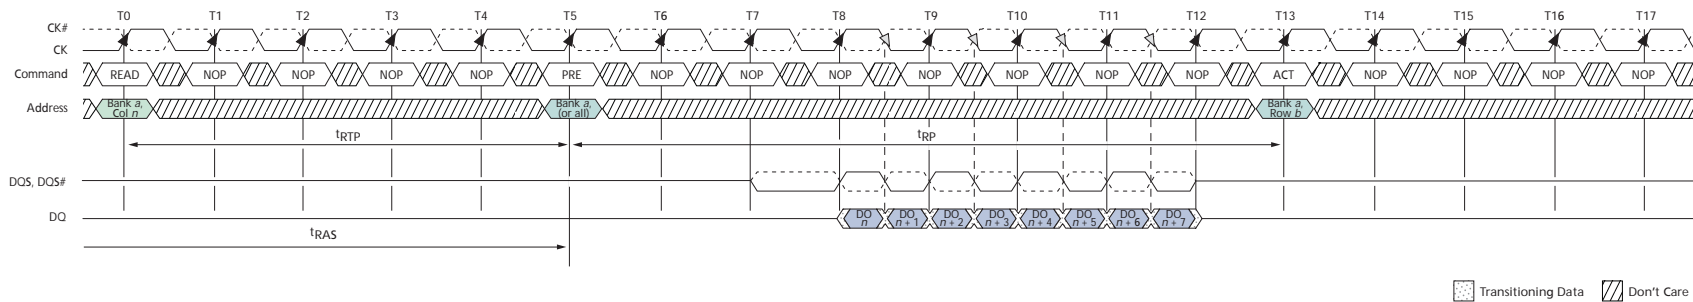 T0 T1 T2 T3 T4 T5 T6 T7 T8 T9 T10 T11 T12 T13 T14 T15 T16 T17
CK#
CK
Command READ NOP NOP NOP NOP PRE NOP NOP NOP NOP NOP NOP NOP ACT NOP NOP NOP NOP
Address Bank a, Col n Bank a, (or all) Bank a, Row b
tRTP tRP
DQS, DQS#
DQ DO n DO n + 1 DO n + 2 DO n + 3 DO n + 4 DO n + 5 DO n + 6 DO n + 7
tRAS
Transitioning Data Don't Care